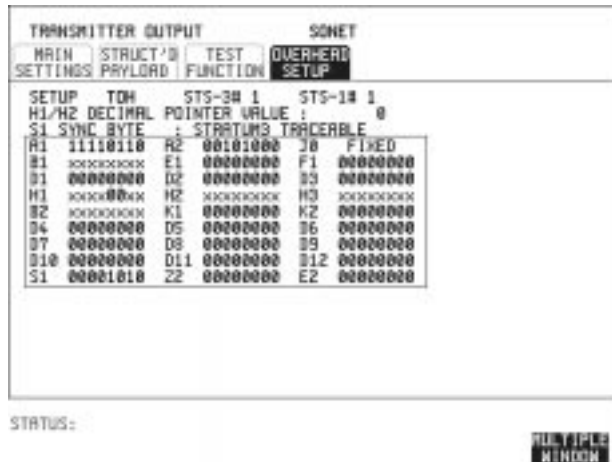 TRANSMITTER OUTPUT SONET
MAIN SETTINGS STRUCT'D PAYLOAD TEST FUNCTION OVERHEAD SETUP
SETUP TOH STS-3# 1 STS-1# 1
H1/H2 DECIMAL POINTER VALUE : 0
S1 SYNC BYTE : STRATUM3 TRACEABLE
A1 11110110 A2 00101000 J0 FIXED
B1 xxxxxxxx E1 00000000 F1 00000000
D1 00000000 D2 00000000 D3 00000000
H1 xxxx00xx H2 xxxxxxxx H3 xxxxxxxx
B2 xxxxxxxx K1 00000000 K2 00000000
D4 00000000 D5 00000000 D6 00000000
D7 00000000 D8 00000000 D9 00000000
D10 00000000 D11 00000000 D12 00000000
S1 00001010 Z2 00000000 E2 00000000
STATUS:
MULTIPLE
WINDOW